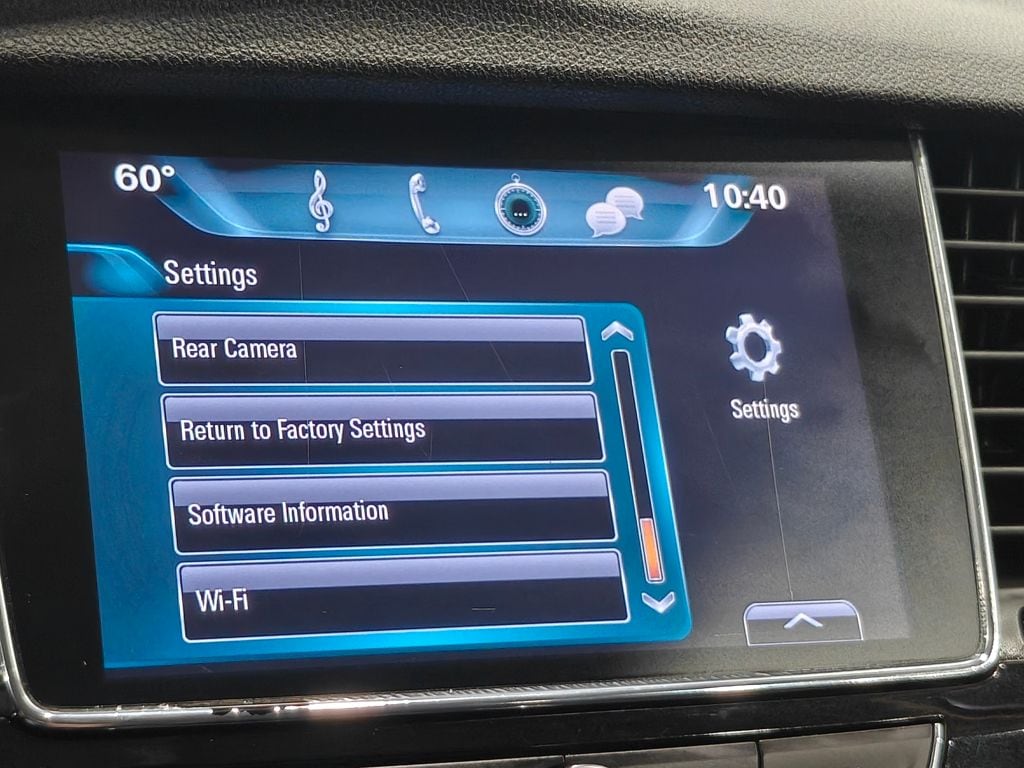 60°
10:40
Settings
Rear Camera
Return to Factory Settings
Software Information
Wi-Fi
Settings